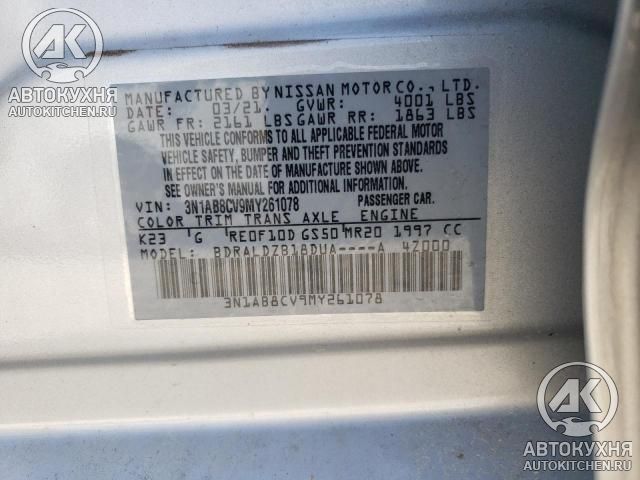 AK
АВТОКУХНЯ
AUTOKITCHEN.RU
MANUFACTURED BY NISSAN MOTOR CO., LTD.
DATE: 03/21. GVWR: 4001 LBS
GAWR FR: 2161 LBS GAWR RR: 1863 LBS
THIS VEHICLE CONFORMS TO ALL APPLICABLE FEDERAL MOTOR
VEHICLE SAFETY, BUMPER AND THEFT PREVENTION STANDARDS
IN EFFECT ON THE DATE OF MANUFACTURE SHOWN ABOVE.
SEE OWNER'S MANUAL FOR ADDITIONAL INFORMATION.
VIN: 3N1AB8CV9MY261078 PASSENGER CAR.
COLOR TRIM TRANS AXLE ENGINE
K23 G RE0F10D GS50 MR20 1997 CC
MODEL: BDRALDZB18DUA----A 4Z000
3N1AB8CV9MY261078
AK
АВТОКУХНЯ
AUTOKITCHEN.RU